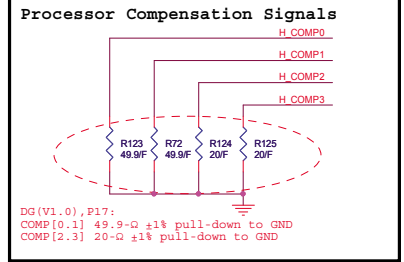 Processor Compensation Signals
H_COMP0
H_COMP1
H_COMP2
H_COMP3
R123 R72 R124 R125
49.9/F 49.9/F 20/F 20/F
DG(V1.0),P17:
COMP[0.1] 49.9-Ω ±1% pull-down to GND
COMP[2.3] 20-Ω ±1% pull-down to GND